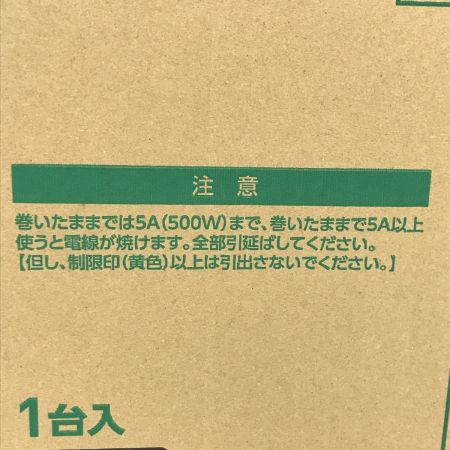 注意
巻いたままでは5A(500W)まで、巻いたままで5A以上
使うと電線が焼けます。全部引延ばしてください。
【但し、制限印(黄色)以上は引出さないでください。】
1台入